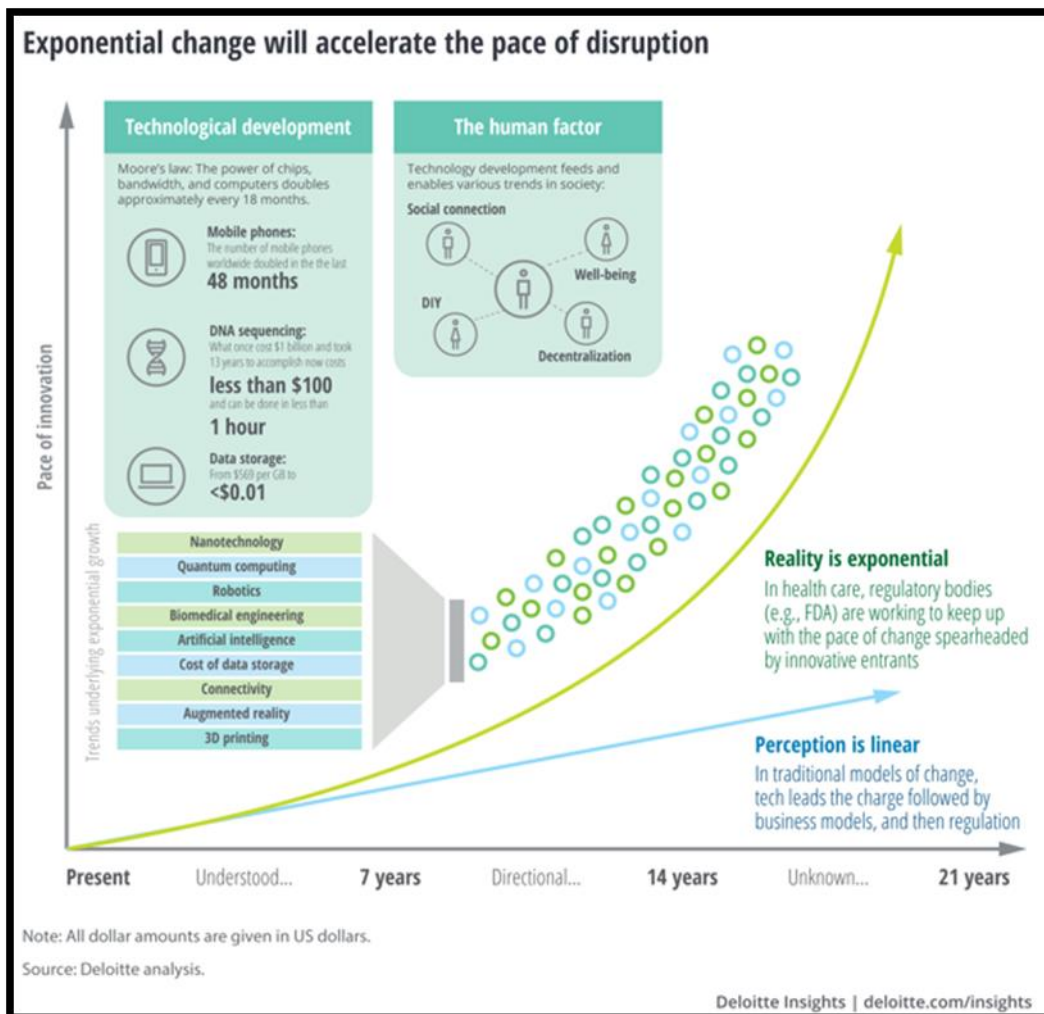 Exponential change will accelerate the pace of disruption
Technological development
Moore's law: The power of chips,
bandwidth, and computers doubles
approximately every 18 months.
Mobile phones:
The number of mobile phones
worldwide doubled in the the last
48 months
DNA sequencing:
What once cost $1 billion and took
13 years to accomplish now costs
less than $100
and can be done in less than
1 hour
Data storage:
From $569 per GB to
<$0.01
The human factor
Technology development feeds and
enables various trends in society:
Social connection
Well-being
DIY
Decentralization
Pace of innovation
Trends underlying exponential growth
Nanotechnology
Quantum computing
Robotics
Biomedical engineering
Artificial intelligence
Cost of data storage
Connectivity
Augmented reality
3D printing
Reality is exponential
In health care, regulatory bodies
(e.g., FDA) are working to keep up
with the pace of change spearheaded
by innovative entrants
Perception is linear
In traditional models of change,
tech leads the charge followed by
business models, and then regulation
Present Understood... 7 years Directional... 14 years Unknown... 21 years
Note: All dollar amounts are given in US dollars.
Source: Deloitte analysis.
Deloitte Insights | deloitte.com/insights